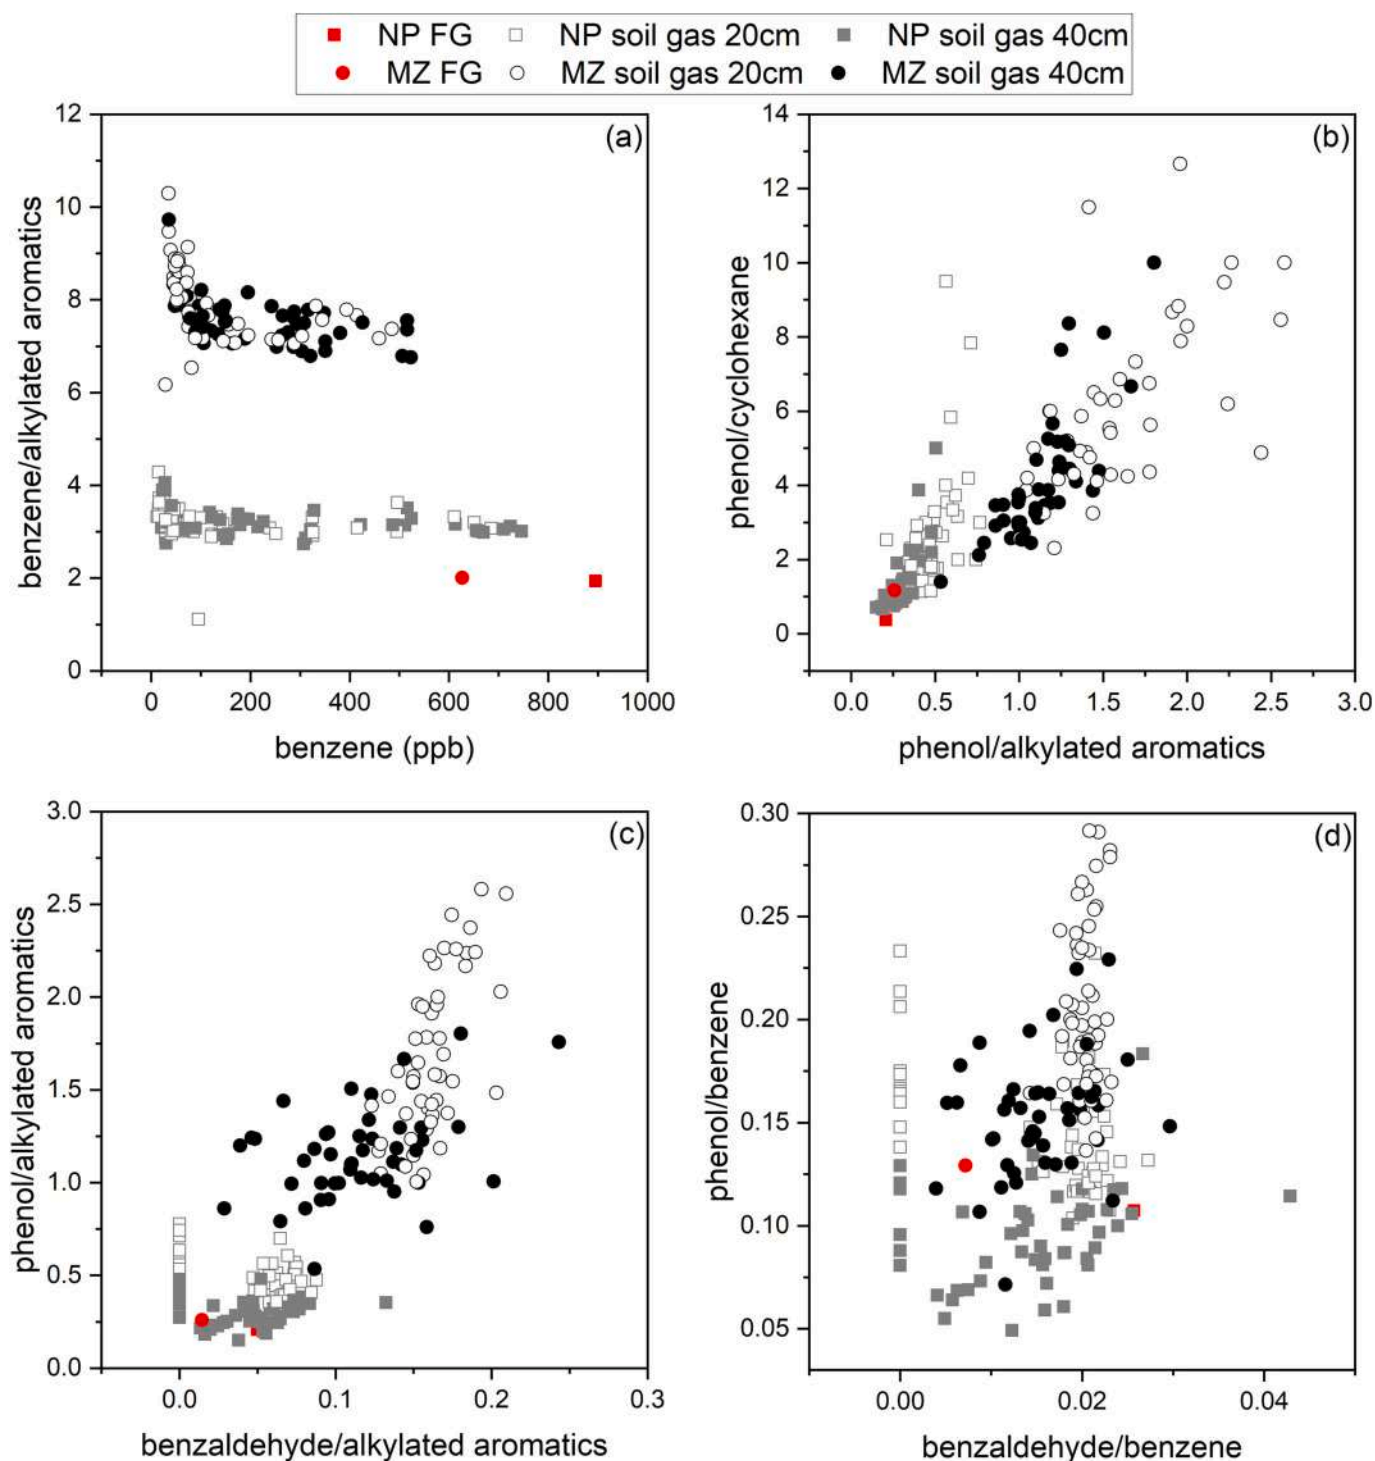 NP FG NP soil gas 20cm NP soil gas 40cm
MZ FG MZ soil gas 20cm MZ soil gas 40cm
(a)
benzene/alkylated aromatics
12
10
8
6
4
2
0
0 200 400 600 800 1000
benzene (ppb)
(b)
phenol/cyclohexane
14
12
10
8
6
4
2
0
0.0 0.5 1.0 1.5 2.0 2.5 3.0
phenol/alkylated aromatics
(c)
phenol/alkylated aromatics
3.0
2.5
2.0
1.5
1.0
0.5
0.0
0.0 0.1 0.2 0.3
benzaldehyde/alkylated aromatics
(d)
phenol/benzene
0.30
0.25
0.20
0.15
0.10
0.05
0.00 0.02 0.04
benzaldehyde/benzene